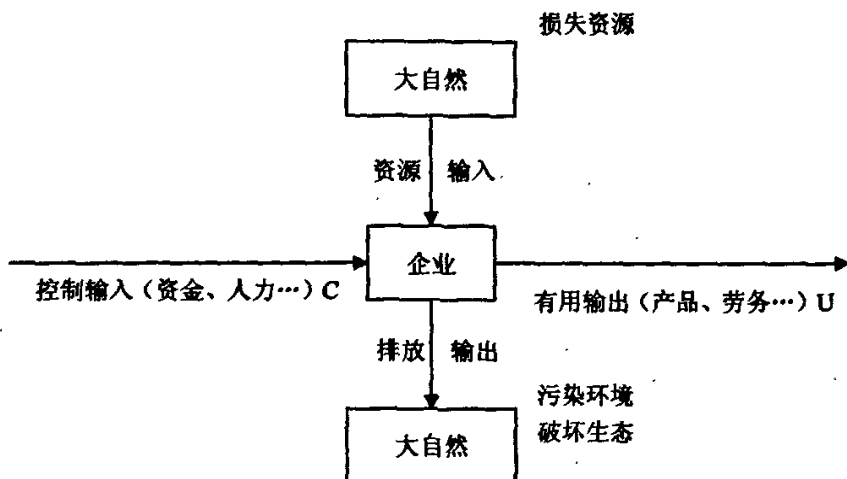 损失资源
大自然
资源 输入
企业
控制输入（资金、人力…）C
有用输出（产品、劳务…）U
排放 输出
污染环境
破坏生态
大自然